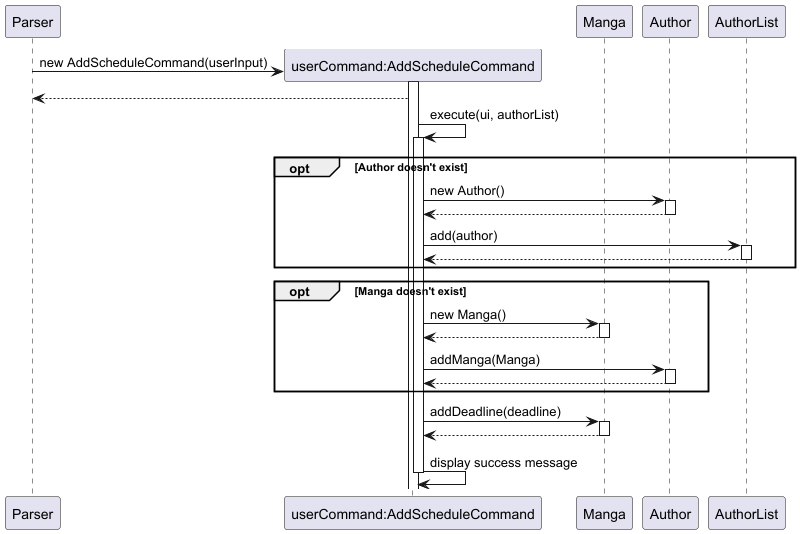 Parser
Manga
Author
AuthorList
new AddScheduleCommand(userInput)
userCommand:AddScheduleCommand
execute(ui, authorList)
opt
[Author doesn't exist]
new Author()
add(author)
opt
[Manga doesn't exist]
new Manga()
addManga(Manga)
addDeadline(deadline)
display success message
Parser
userCommand:AddScheduleCommand
Manga
Author
AuthorList